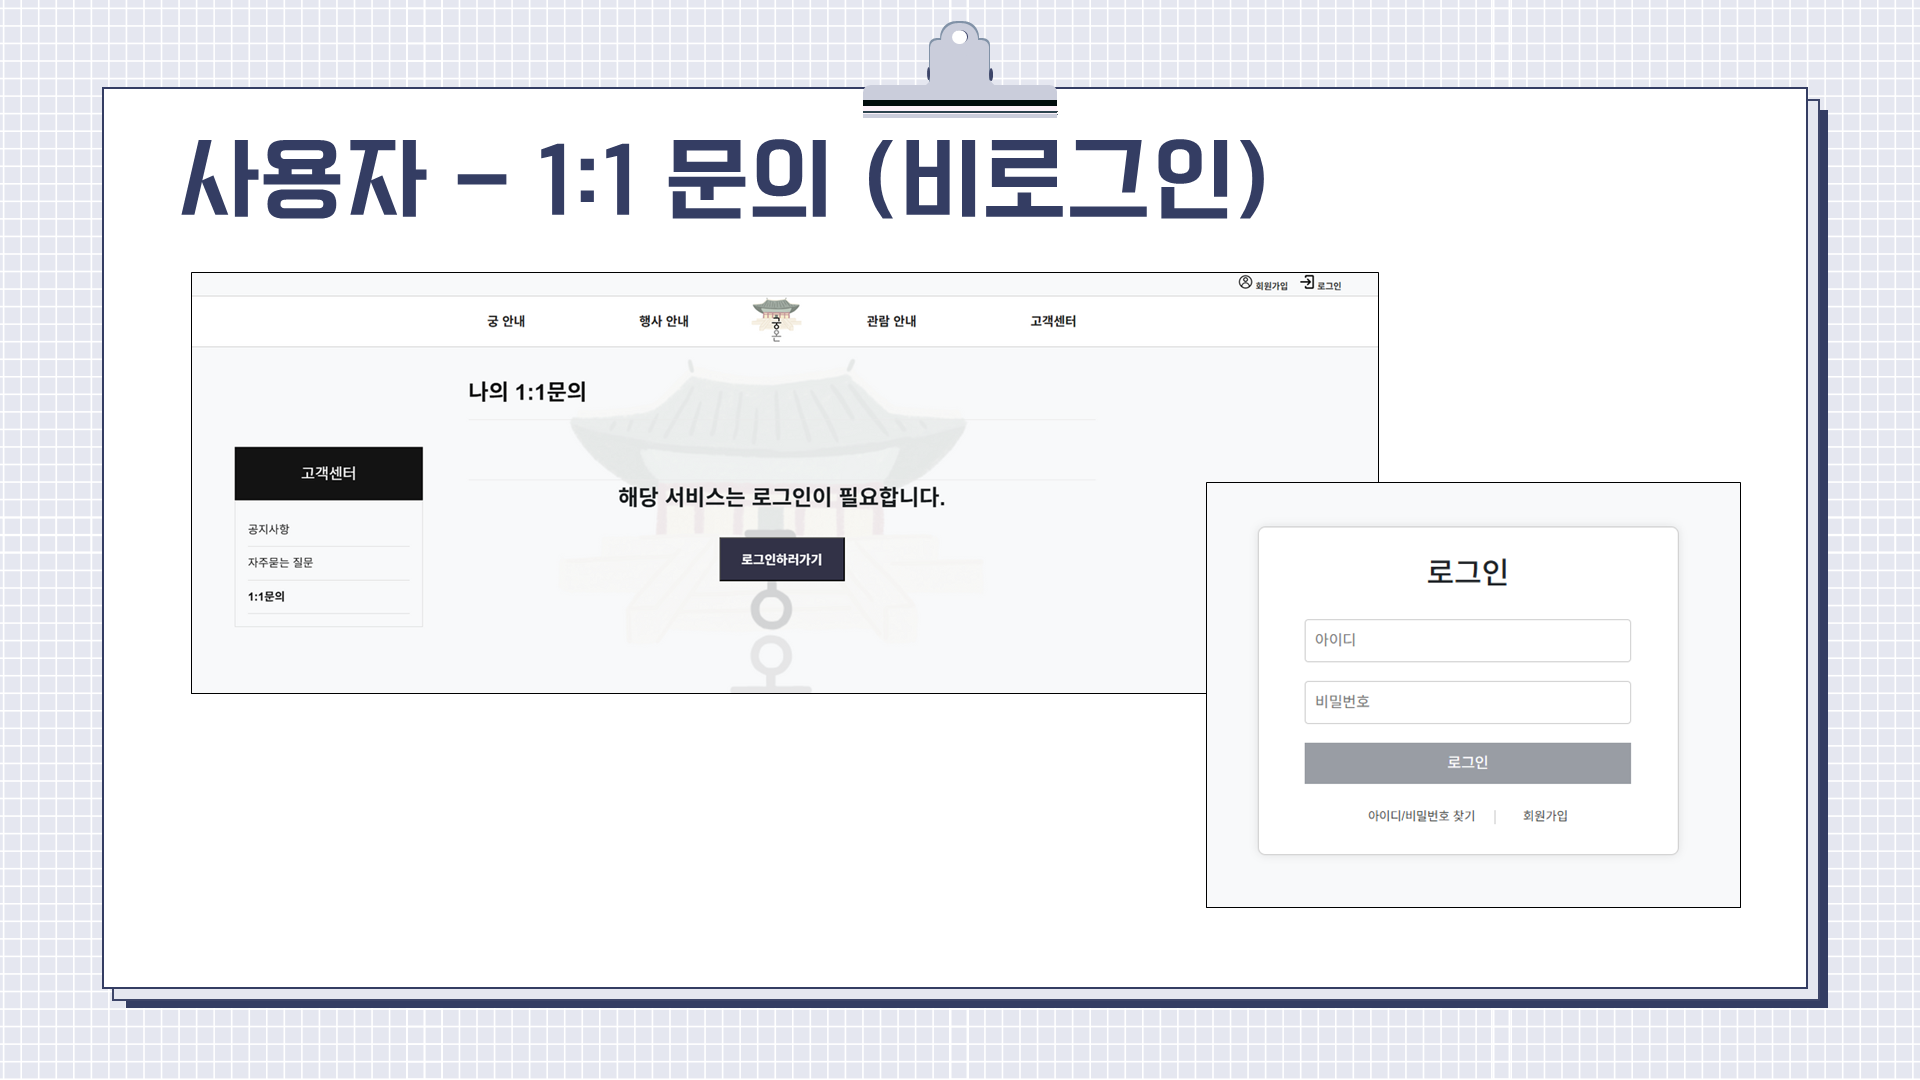 사용자 – 1:1 문의 (비로그인)
회원가입 로그인
궁 안내 행사 안내 궁온 관람 안내 고객센터
나의 1:1문의
고객센터
공지사항
자주묻는 질문
1:1문의
해당 서비스는 로그인이 필요합니다.
로그인하러가기
로그인
아이디
비밀번호
로그인
아이디/비밀번호 찾기 | 회원가입